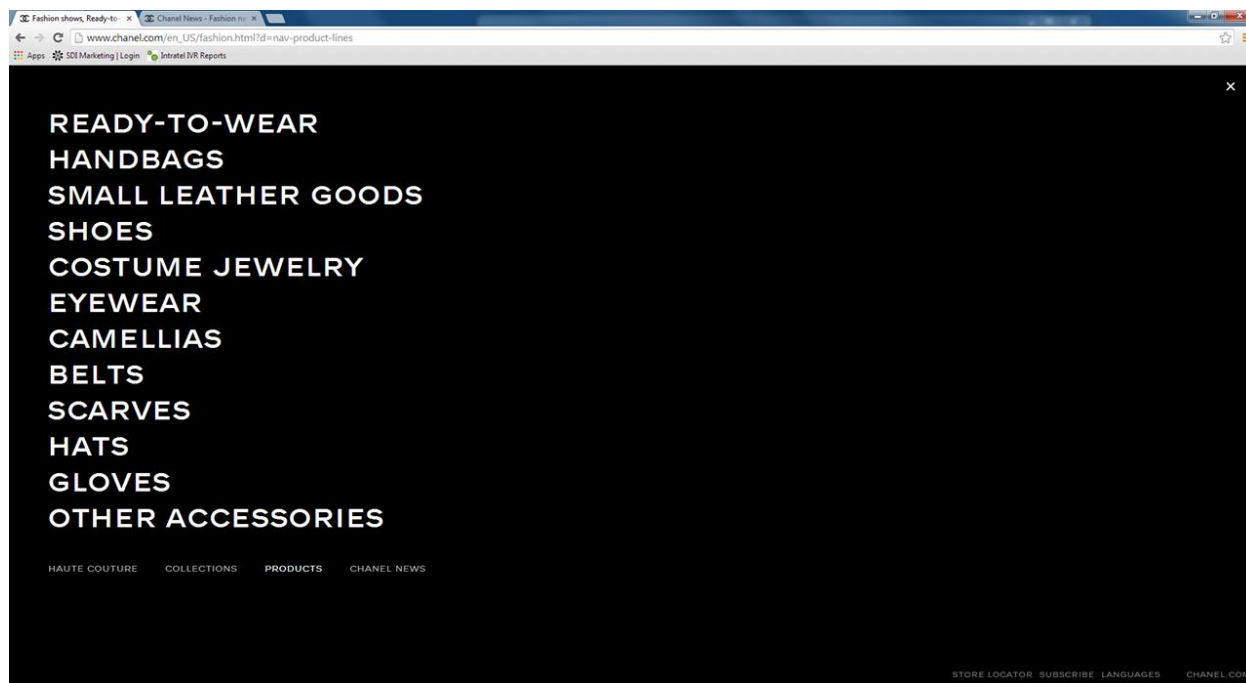 Fashion shows, Ready-to-
Chanel News - Fashion ne
www.chanel.com/en_US/fashion.html?d=nav-product-lines
Apps SDI Marketing | Login Intratel IVR Reports
READY-TO-WEAR
HANDBAGS
SMALL LEATHER GOODS
SHOES
COSTUME JEWELRY
EYEWEAR
CAMELLIAS
BELTS
SCARVES
HATS
GLOVES
OTHER ACCESSORIES
HAUTE COUTURE COLLECTIONS PRODUCTS CHANEL NEWS
STORE LOCATOR SUBSCRIBE LANGUAGES CHANEL.COM